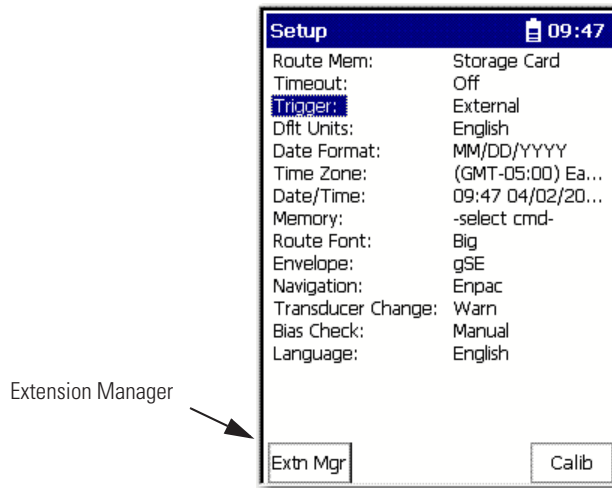 Setup 09:47
Route Mem: Storage Card
Timeout: Off
Trigger: External
Dflt Units: English
Date Format: MM/DD/YYYY
Time Zone: (GMT-05:00) Ea...
Date/Time: 09:47 04/02/20...
Memory: -select cmd-
Route Font: Big
Envelope: gSE
Navigation: Enpac
Transducer Change: Warn
Bias Check: Manual
Language: English
Extension Manager
Extn Mgr Calib